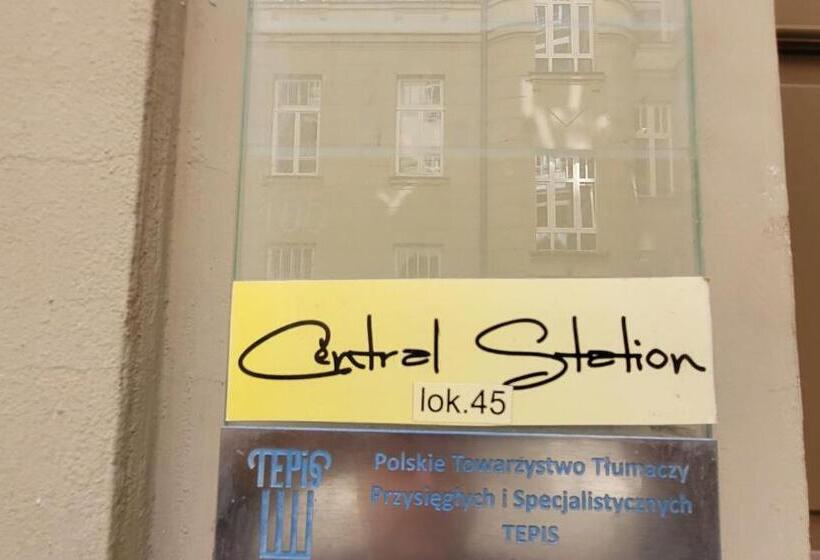 Central Station
lok.45
TEPiS
Polskie Towarzystwo Tłumaczy
Przysięgłych i Specjalistycznych
TEPIS